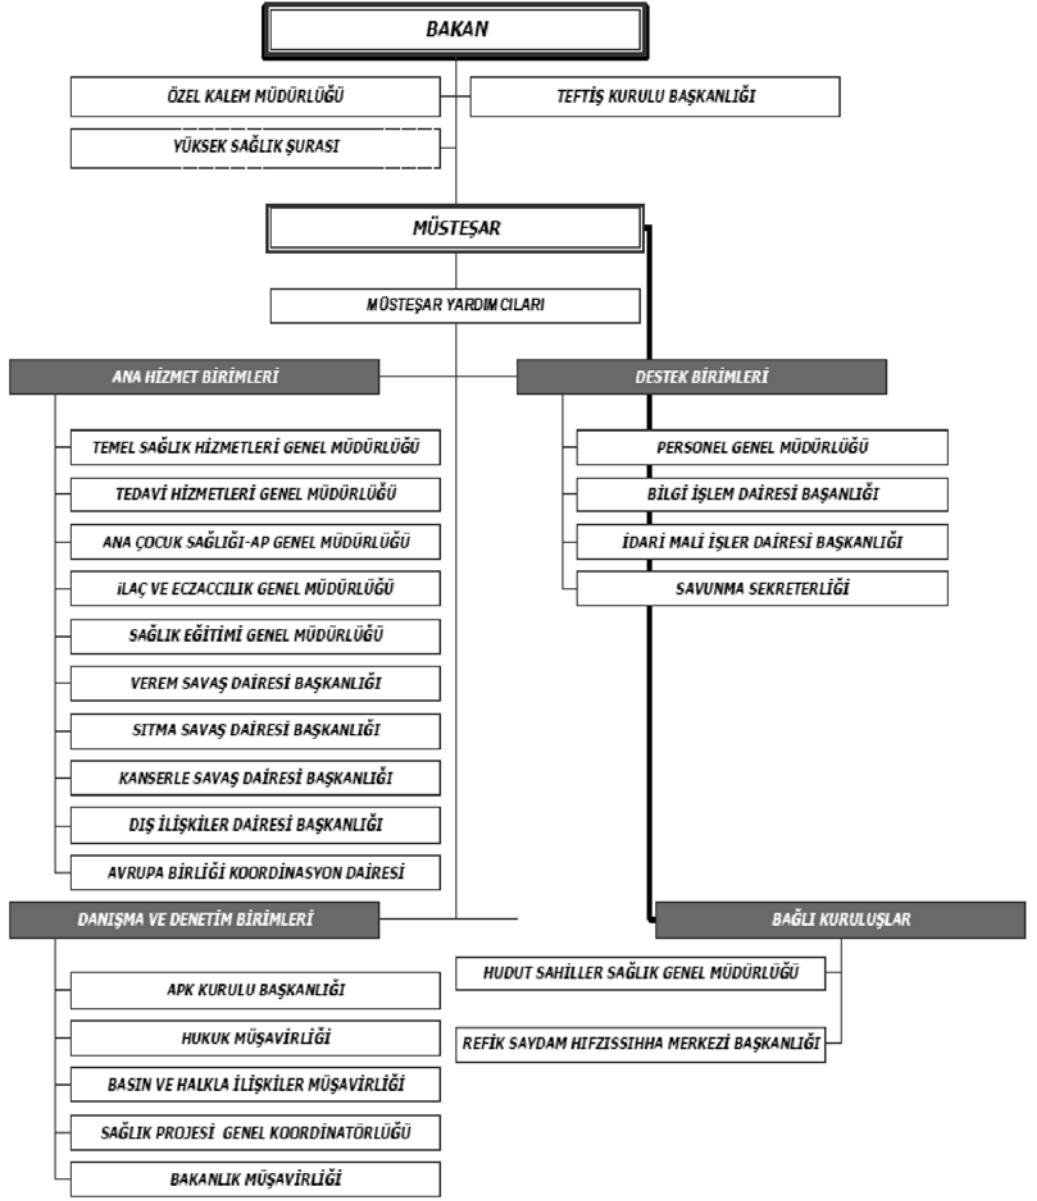 BAKAN
ÖZEL KALEM MÜDÜRLÜĞÜ
TEFTİŞ KURULU BAŞKANLIĞI
YÜKSEK SAĞLIK ŞURASI
MÜSTEŞAR
MÜSTEŞAR YARDIMCILARI
ANA HİZMET BİRİMLERİ
TEMEL SAĞLIK HİZMETLERİ GENEL MÜDÜRLÜĞÜ
TEDAVİ HİZMETLERİ GENEL MÜDÜRLÜĞÜ
ANA ÇOCUK SAĞLIĞI-AP GENEL MÜDÜRLÜĞÜ
iLAÇ VE ECZACCILIK GENEL MÜDÜRLÜĞÜ
SAĞLIK EĞİTİMİ GENEL MÜDÜRLÜĞÜ
VEREM SAVAŞ DAİRESİ BAŞKANLIĞI
SITMA SAVAŞ DAİRESİ BAŞKANLIĞI
KANSERLE SAVAŞ DAİRESİ BAŞKANLIĞI
DIŞ İLİŞKİLER DAİRESİ BAŞKANLIĞI
AVRUPA BİRLİĞİ KOORDİNASYON DAİRESİ
DESTEK BİRİMLERİ
PERSONEL GENEL MÜDÜRLÜĞÜ
BİLGİ İŞLEM DAİRESİ BAŞANLIĞI
İDARİ MALİ İŞLER DAİRESİ BAŞKANLIĞI
SAVUNMA SEKRETERLİĞİ
DANIŞMA VE DENETİM BİRİMLERİ
APK KURULU BAŞKANLIĞI
HUKUK MÜŞAVİRLİĞİ
BASIN VE HALKLA İLİŞKİLER MÜŞAVİRLİĞİ
SAĞLIK PROJESİ GENEL KOORDİNATÖRLÜĞÜ
BAKANLIK MÜŞAVİRLİĞİ
BAĞLI KURULUŞLAR
HUDUT SAHİLLER SAĞLIK GENEL MÜDÜRLÜĞÜ
REFİK SAYDAM HIFZISSIHHA MERKEZİ BAŞKANLIĞI